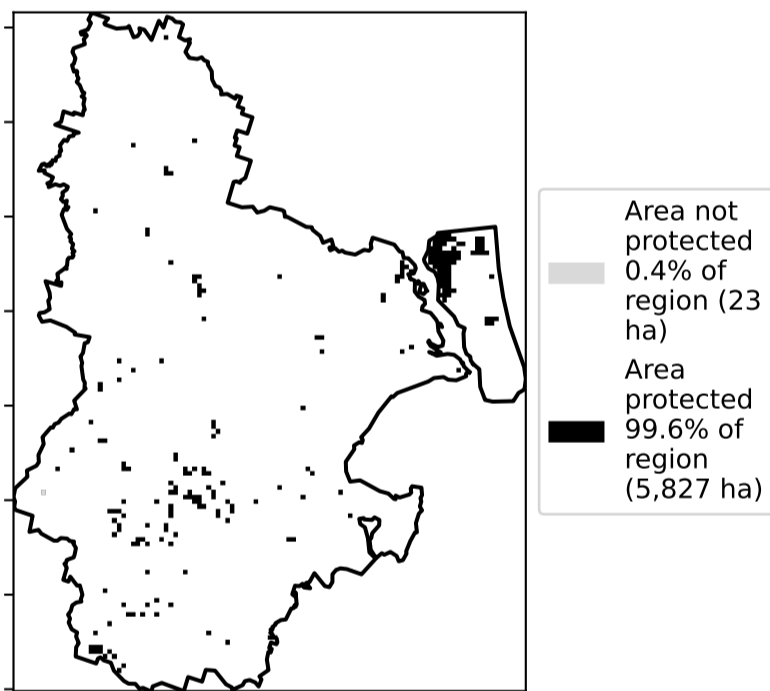 Area not
protected
0.4% of
region (23
ha)
Area
protected
99.6% of
region
(5,827 ha)